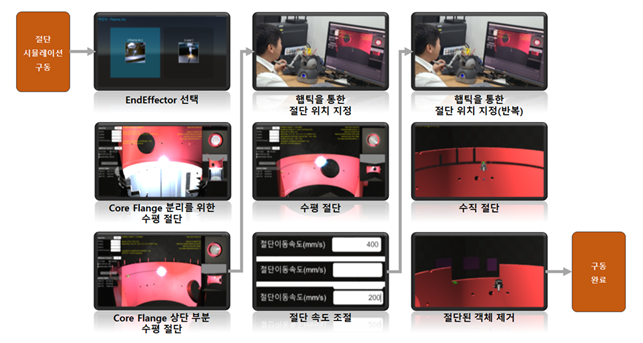 절단
시뮬레이션
구동
EndEffector 선택
햅틱을 통한
절단 위치 지정
햅틱을 통한
절단 위치 지정(반복)
Core Flange 분리를 위한
수평 절단
수평 절단
수직 절단
Core Flange 상단 부분
수평 절단
절단이동속도(mm/s) 400
절단이동속도(mm/s)
절단이동속도(mm/s) 200
절단 속도 조절
절단된 객체 제거
구동
완료